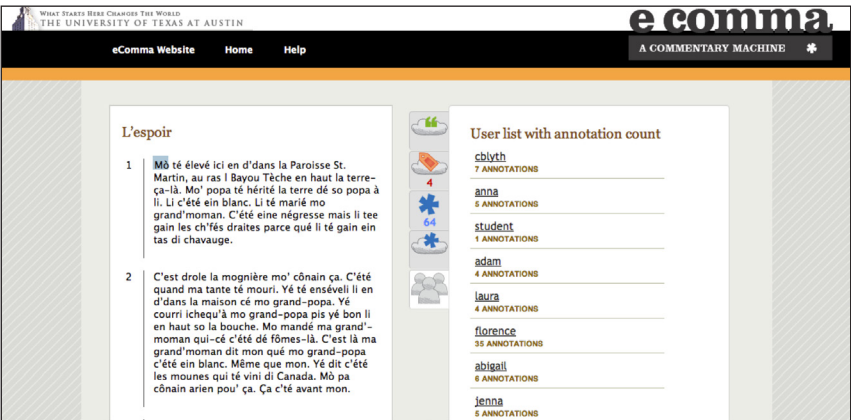 WHAT STARTS HERE CHANGES THE WORLD
THE UNIVERSITY OF TEXAS AT AUSTIN
e comma
A COMMENTARY MACHINE
eComma Website Home Help
L'espoir
1 Mò té élevé ici en d'dans la Paroisse St.
Martin, au ras l Bayou Tèche en haut la terre-
ça-là. Mo' popa té hérité la terre dé so popa à
li. Li c'été ein blanc. Li té marié mo
grand'moman. C'été eine négresse mais li tee
gain les ch'fés draites parce qué li té gain ein
tas di chavauge.
2 C'est drole la mognière mo' cônain ça. C'été
quand ma tante té mouri. Yé té enséveli li en
d'dans la maison cé mo grand-popa. Yé
courri ichequ'à mo grand-popa pis yé bon li
en haut so la bouche. Mo mandé ma grand'-
moman qui-cé c'été dé fômes-là. C'est là ma
grand'moman dit mon qué mo grand-popa
c'été ein blanc. Même que mon. Yé dit c'été
les mounes qui té vini di Canada. Mò pa
cônain arien pou' ça. Ça c'té avant mon.
4
64
User list with annotation count
cblyth
7 ANNOTATIONS
anna
5 ANNOTATIONS
student
1 ANNOTATIONS
adam
4 ANNOTATIONS
laura
4 ANNOTATIONS
florence
35 ANNOTATIONS
abigail
6 ANNOTATIONS
jenna
5 ANNOTATIONS